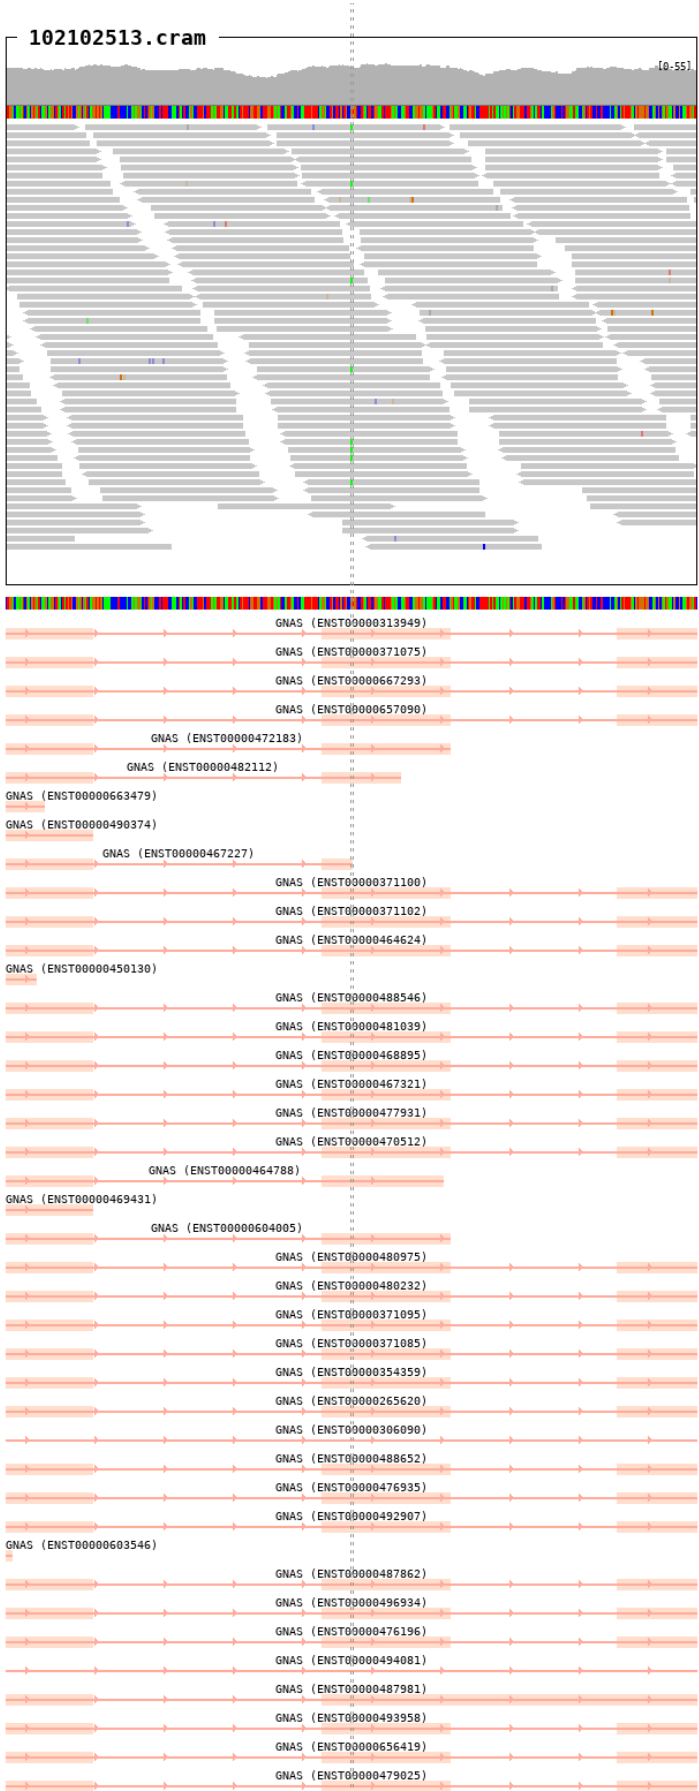 102102513.cram
[0-55]
GNAS (ENST00000313949)
GNAS (ENST00000371075)
GNAS (ENST00000667293)
GNAS (ENST00000657090)
GNAS (ENST00000472183)
GNAS (ENST00000482112)
GNAS (ENST00000663479)
GNAS (ENST00000490374)
GNAS (ENST00000467227)
GNAS (ENST00000371100)
GNAS (ENST00000371102)
GNAS (ENST00000464624)
GNAS (ENST00000450130)
GNAS (ENST00000488546)
GNAS (ENST00000481039)
GNAS (ENST00000468895)
GNAS (ENST00000467321)
GNAS (ENST00000477931)
GNAS (ENST00000470512)
GNAS (ENST00000464788)
GNAS (ENST00000469431)
GNAS (ENST00000604005)
GNAS (ENST00000480975)
GNAS (ENST00000480232)
GNAS (ENST00000371095)
GNAS (ENST00000371085)
GNAS (ENST00000354359)
GNAS (ENST00000265620)
GNAS (ENST00000306090)
GNAS (ENST00000488652)
GNAS (ENST00000476935)
GNAS (ENST00000492907)
GNAS (ENST00000603546)
GNAS (ENST00000487862)
GNAS (ENST00000496934)
GNAS (ENST00000476196)
GNAS (ENST00000494081)
GNAS (ENST00000487981)
GNAS (ENST00000493958)
GNAS (ENST00000656419)
GNAS (ENST00000479025)